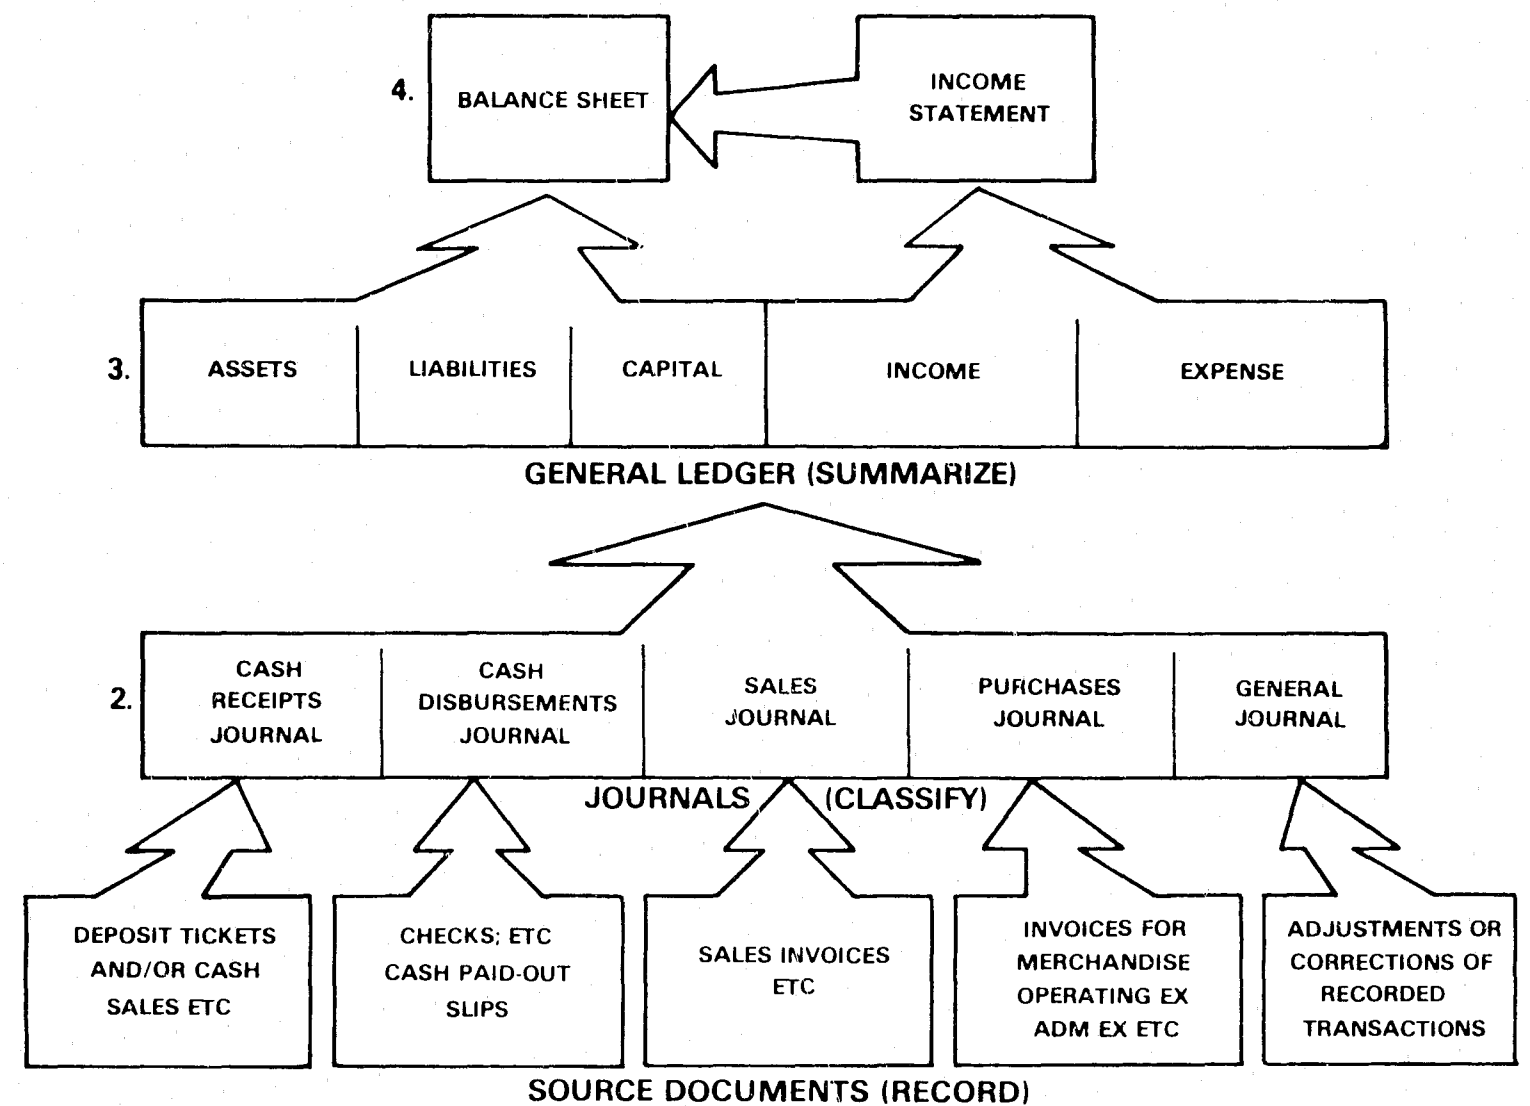 4.
BALANCE SHEET
INCOME
STATEMENT
3.
ASSETS
LIABILITIES
CAPITAL
INCOME
EXPENSE
GENERAL LEDGER (SUMMARIZE)
2.
CASH
RECEIPTS
JOURNAL
CASH
DISBURSEMENTS
JOURNAL
SALES
JOURNAL
PURCHASES
JOURNAL
GENERAL
JOURNAL
JOURNALS (CLASSIFY)
DEPOSIT TICKETS
AND/OR CASH
SALES ETC
CHECKS; ETC
CASH PAID-OUT
SLIPS
SALES INVOICES
ETC
INVOICES FOR
MERCHANDISE
OPERATING EX
ADM EX ETC
ADJUSTMENTS OR
CORRECTIONS OF
RECORDED
TRANSACTIONS
SOURCE DOCUMENTS (RECORD)